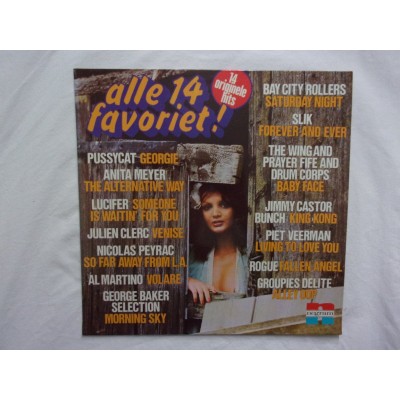 alle 14
favoriet!
14
originele
hits
PUSSYCAT GEORGIE
ANITA MEYER
THE ALTERNATIVE WAY
LUCIFER SOMEONE
IS WAITIN' FOR YOU
JULIEN CLERC VENISE
NICOLAS PEYRAC
SO FAR AWAY FROM L.A.
AL MARTINO VOLARE
GEORGE BAKER
SELECTION
MORNING SKY
BAY CITY ROLLERS
SATURDAY NIGHT
SLIK
FOREVER AND EVER
THE WING AND
PRAYER FIFE AND
DRUM CORPS
BABY FACE
JIMMY CASTOR
BUNCH KING KONG
PIET VEERMAN
LIVING TO LOVE YOU
ROGUE FALLEN ANGEL
GROUPIES DELITE